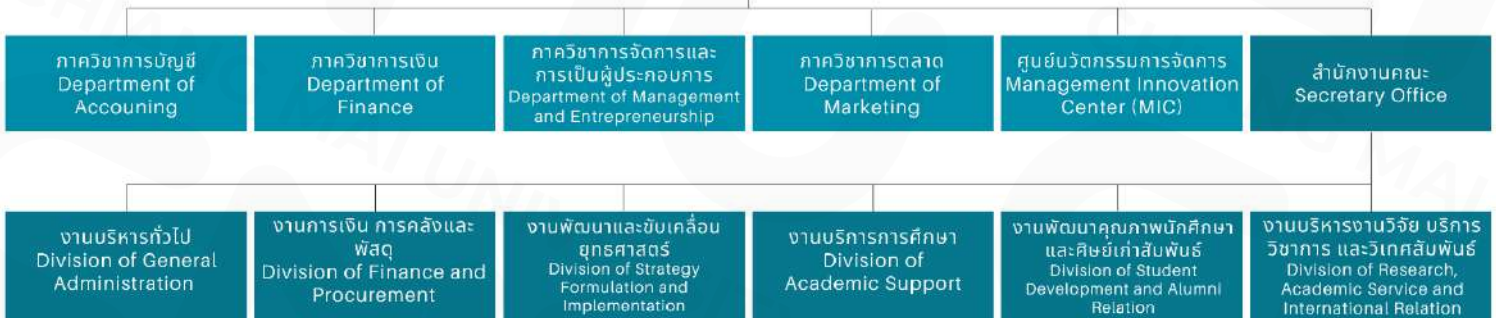 ภาควิชาการบัญชี
Department of
Accouning
ภาควิชาการเงิน
Department of
Finance
ภาควิชาการจัดการและ
การเป็นผู้ประกอบการ
Department of Management
and Entrepreneurship
ภาควิชาการตลาด
Department of
Marketing
ศูนย์นวัตกรรมการจัดการ
Management Innovation
Center (MIC)
สำนักงานคณะ
Secretary Office
งานบริหารทั่วไป
Division of General
Administration
งานการเงิน การคลังและ
พัสดุ
Division of Finance and
Procurement
งานพัฒนาและขับเคลื่อน
ยุทธศาสตร์
Division of Strategy
Formulation and
Implementation
งานบริการการศึกษา
Division of
Academic Support
งานพัฒนาคุณภาพนักศึกษา
และศิษย์เก่าสัมพันธ์
Division of Student
Development and Alumni
Relation
งานบริหารงานวิจัย บริการ
วิชาการ และวิเทศสัมพันธ์
Division of Research,
Academic Service and
International Relation